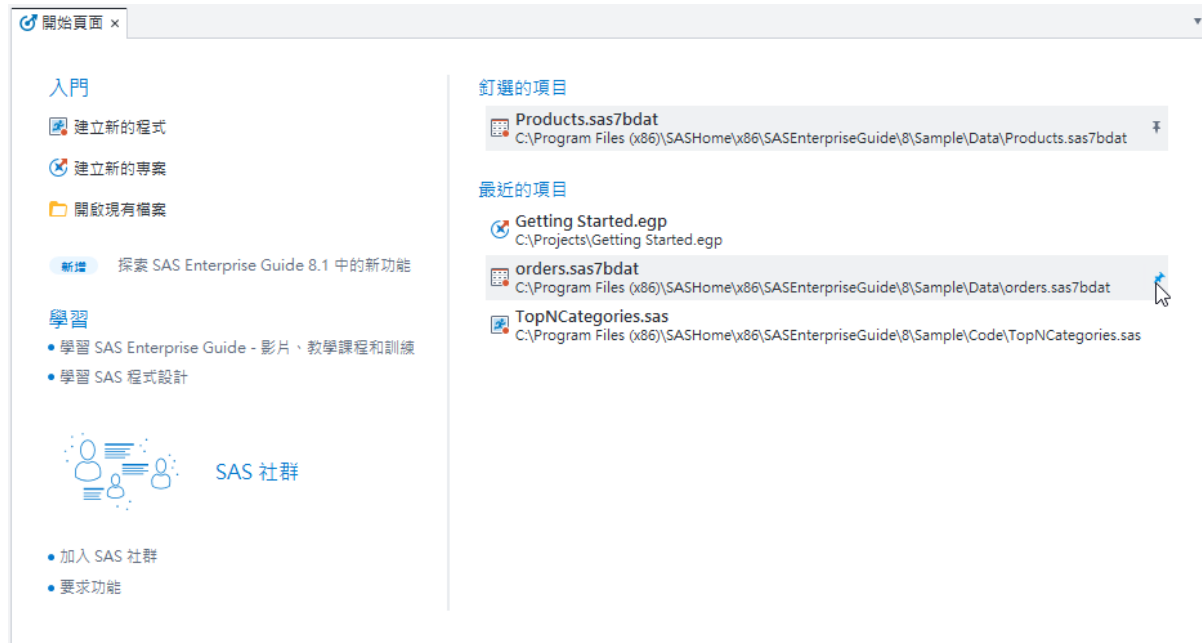 開始頁面
入門
建立新的程式
建立新的專案
開啟現有檔案
新增 探索 SAS Enterprise Guide 8.1 中的新功能
學習
學習 SAS Enterprise Guide - 影片、教學課程和訓練
學習 SAS 程式設計
SAS 社群
加入 SAS 社群
要求功能
釘選的項目
Products.sas7bdat
C:\Program Files (x86)\SASHome\x86\SASEnterpriseGuide\8\Sample\Data\Products.sas7bdat
最近的項目
Getting Started.egp
C:\Projects\Getting Started.egp
orders.sas7bdat
C:\Program Files (x86)\SASHome\x86\SASEnterpriseGuide\8\Sample\Data\orders.sas7bdat
TopNCategories.sas
C:\Program Files (x86)\SASHome\x86\SASEnterpriseGuide\8\Sample\Code\TopNCategories.sas